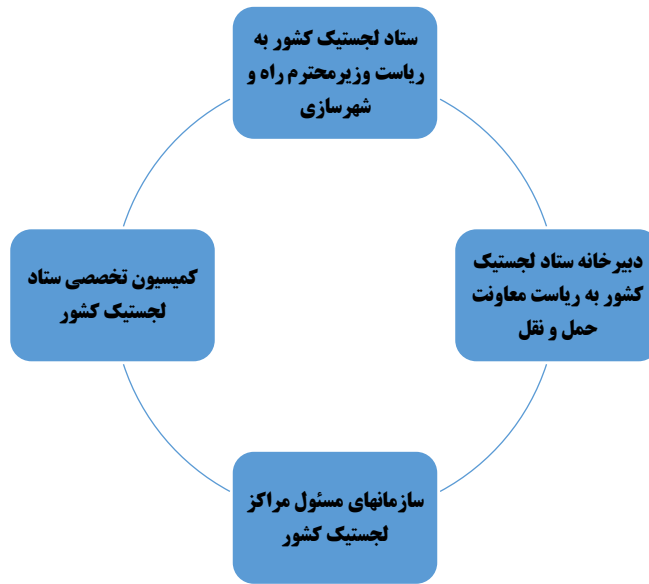 ستاد لجستیک کشور به
ریاست وزیرمحترم راه و
شهرسازی
دبیرخانه ستاد لجستیک
کشور به ریاست معاونت
حمل و نقل
سازمانهای مسئول مراکز
لجستیک کشور
کمیسیون تخصصی ستاد
لجستیک کشور